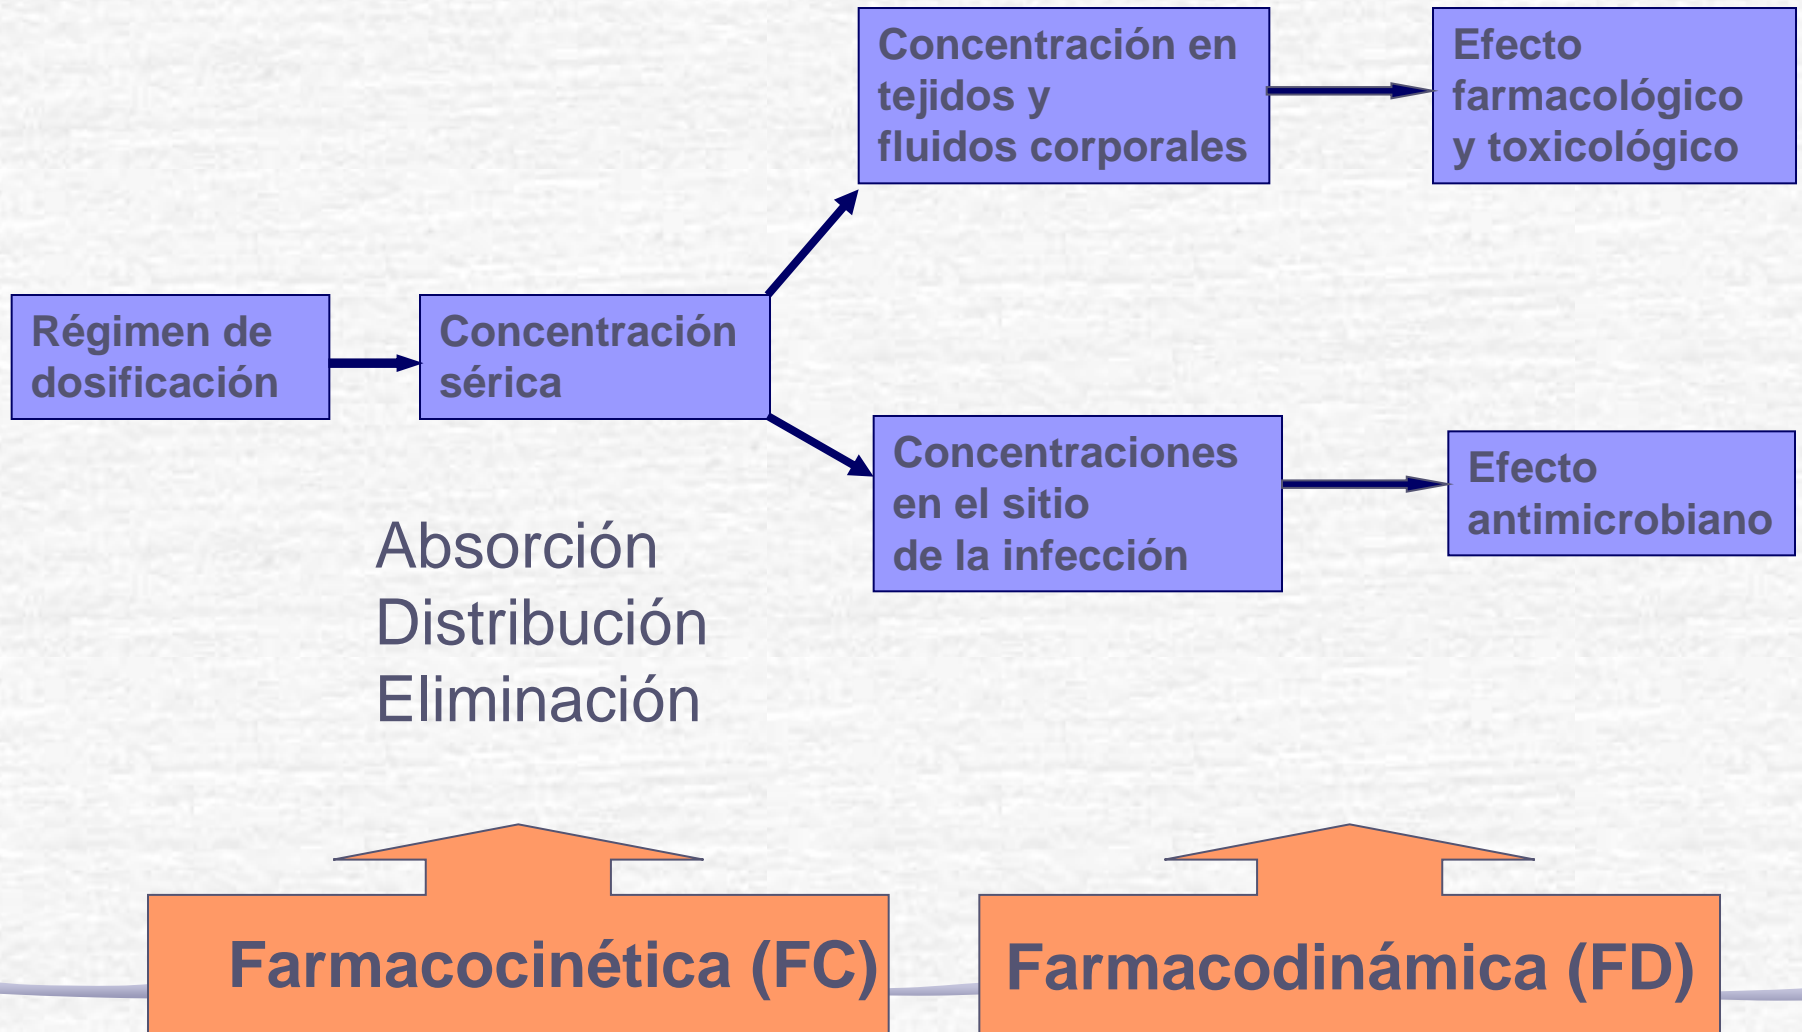 Concentración en
tejidos y
fluidos corporales
Efecto
farmacológico
y toxicológico
Régimen de
dosificación
Concentración
sérica
Concentraciones
en el sitio
de la infección
Efecto
antimicrobiano
Absorción
Distribución
Eliminación
Farmacocinética (FC)
Farmacodinámica (FD)